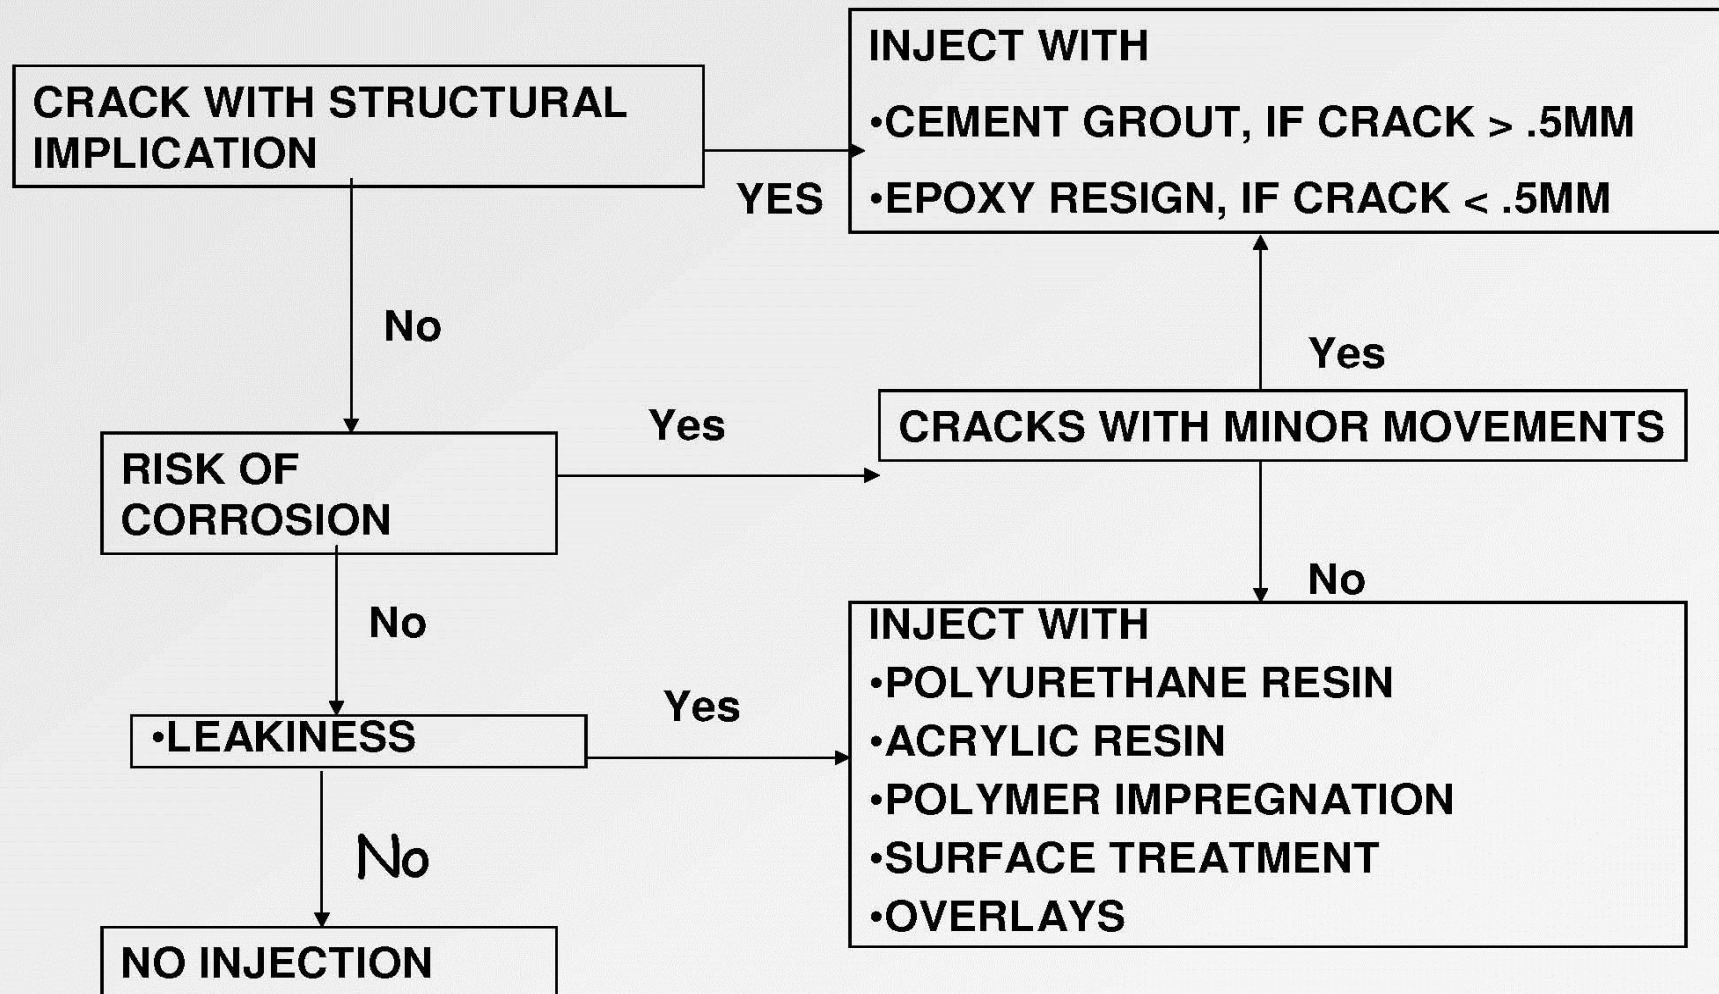 CRACK WITH STRUCTURAL
IMPLICATION
YES
INJECT WITH
•CEMENT GROUT, IF CRACK > .5MM
•EPOXY RESIGN, IF CRACK < .5MM
No
Yes
RISK OF
CORROSION
Yes
CRACKS WITH MINOR MOVEMENTS
No
No
•LEAKINESS
Yes
INJECT WITH
•POLYURETHANE RESIN
•ACRYLIC RESIN
•POLYMER IMPREGNATION
•SURFACE TREATMENT
•OVERLAYS
No
NO INJECTION